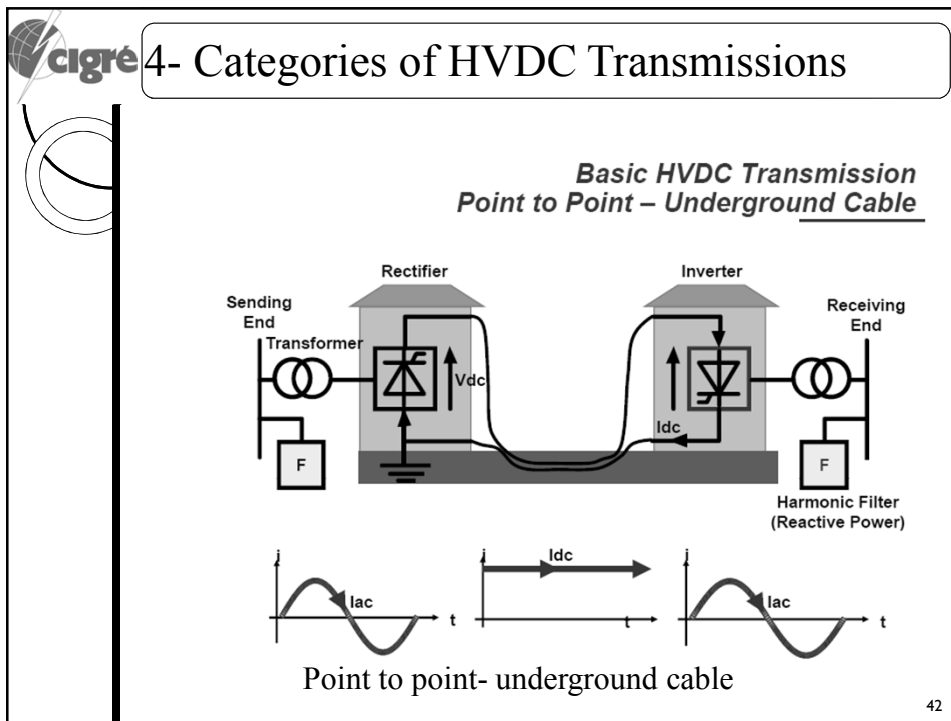 cigré
4- Categories of HVDC Transmissions
Basic HVDC Transmission
Point to Point – Underground Cable
Rectifier
Inverter
Sending
End
Receiving
End
Transformer
Vdc
Idc
F
F
Harmonic Filter
(Reactive Power)
i
Iac
t
i
Idc
t
i
Iac
t
Point to point- underground cable
42